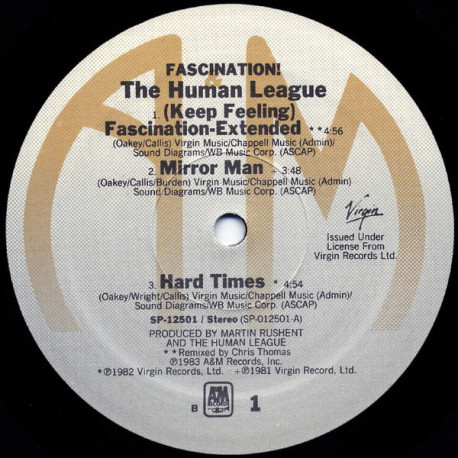 FASCINATION!
The Human League
1. (Keep Feeling)
Fascination-Extended **4:56
(Oakey/Callis) Virgin Music/Chappell Music (Admin)/
Sound Diagrams/WB Music Corp. (ASCAP)
2. Mirror Man + 3:48
(Oakey/Callis/Burden) Virgin Music/Chappell Music (Admin)/
Sound Diagrams/WB Music Corp. (ASCAP)
Virgin
Issued Under
License From
Virgin Records Ltd.
3. Hard Times * 4:54
(Oakey/Wright/Callis) Virgin Music/Chappell Music (Admin)/
Sound Diagrams/WB Music Corp. (ASCAP)
SP-12501 / Stereo (SP-012501-A)
PRODUCED BY MARTIN RUSHENT
AND THE HUMAN LEAGUE
**Remixed by Chris Thomas
℗1983 A&M Records, Inc.
*℗1982 Virgin Records, Ltd. +℗1981 Virgin Record, Ltd.
B A&M RECORDS 1